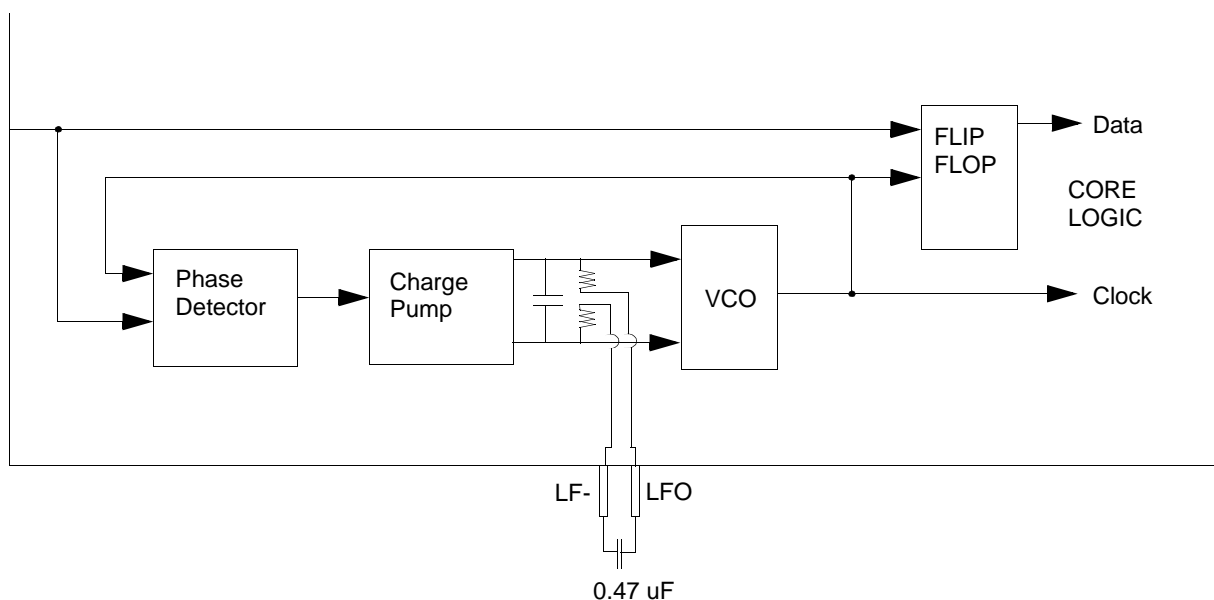 Data
FLIP
FLOP
CORE
LOGIC
Phase
Detector
Charge
Pump
VCO
Clock
LF-
LFO
0.47 uF